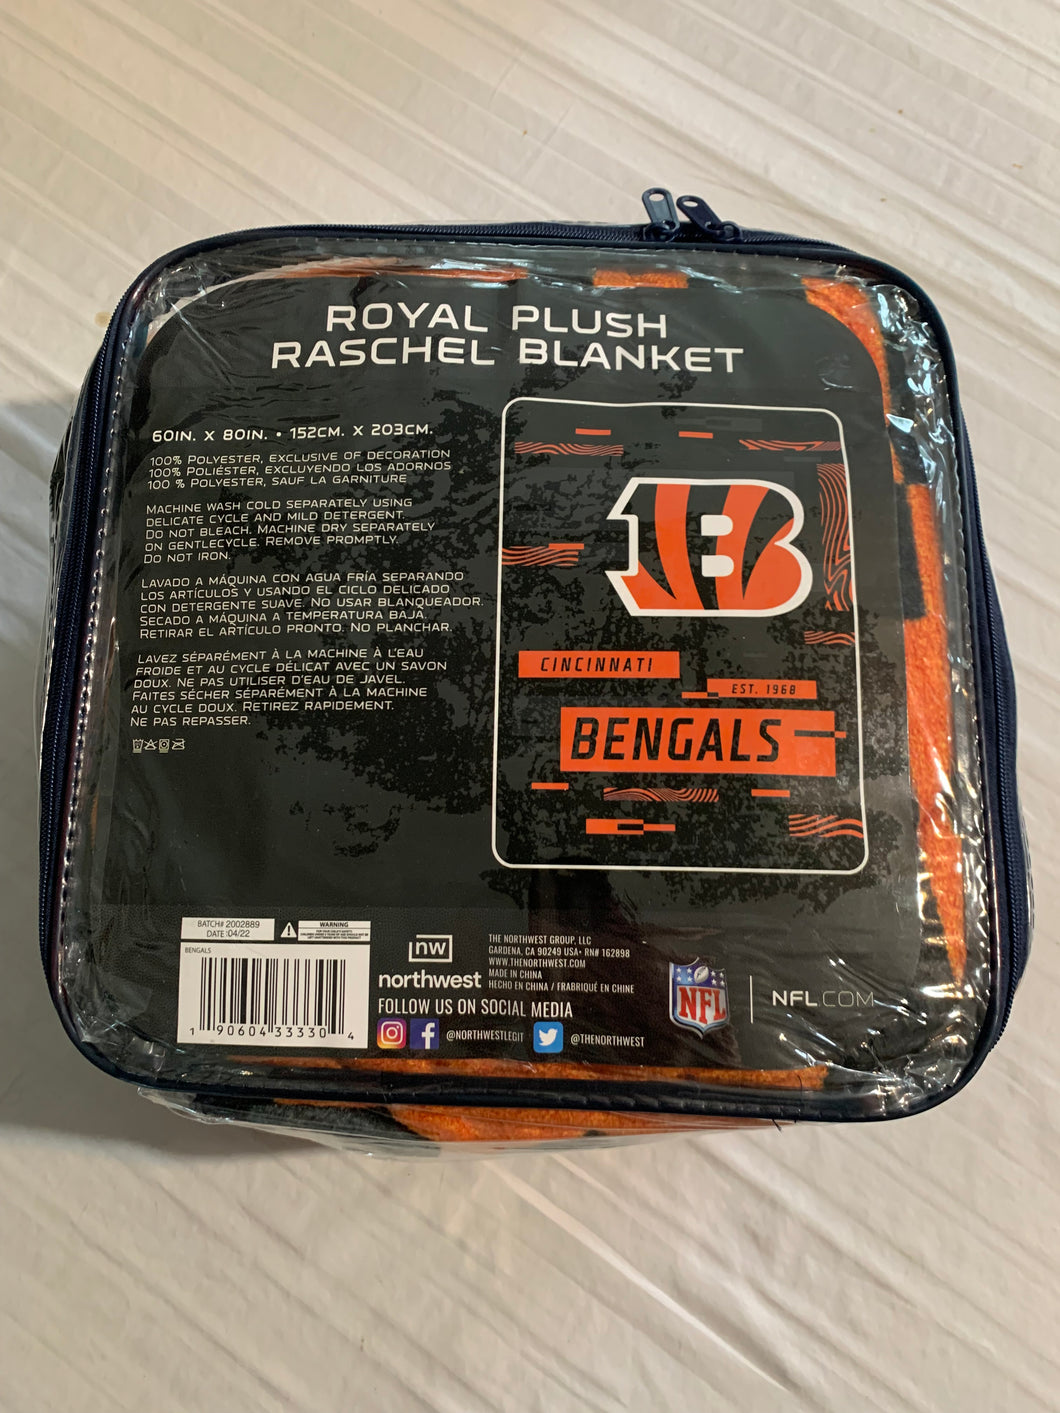 ROYAL PLUSH
RASCHEL BLANKET
60IN. X 80IN. • 152CM. X 203CM.
100% POLYESTER, EXCLUSIVE OF DECORATION
100% POLIÉSTER, EXCLUYENDO LOS ADORNOS
100 % POLYESTER, SAUF LA GARNITURE
MACHINE WASH COLD SEPARATELY USING
DELICATE CYCLE AND MILD DETERGENT.
DO NOT BLEACH. MACHINE DRY SEPARATELY
ON GENTLECYCLE. REMOVE PROMPTLY.
DO NOT IRON.
LAVADO A MÁQUINA CON AGUA FRÍA SEPARANDO
LOS ARTÍCULOS Y USANDO EL CICLO DELICADO
CON DETERGENTE SUAVE. NO USAR BLANQUEADOR.
SECADO A MÁQUINA A TEMPERATURA BAJA.
RETIRAR EL ARTÍCULO PRONTO. NO PLANCHAR.
LAVEZ SÉPARÉMENT À LA MACHINE À L'EAU
FROIDE ET AU CYCLE DÉLICAT AVEC UN SAVON
DOUX. NE PAS UTILISER D'EAU DE JAVEL.
FAITES SÉCHER SÉPARÉMENT À LA MACHINE
AU CYCLE DOUX. RETIREZ RAPIDEMENT.
NE PAS REPASSER.
B
CINCINNATI
EST. 1968
BENGALS
BATCH# 2002889
DATE :04/22
WARNING
BENGALS
1 90604 33330 4
nw
northwest
THE NORTHWEST GROUP, LLC
GARDENA, CA 90249 USA• RN# 162898
WWW.THENORTHWEST.COM
MADE IN CHINA
HECHO EN CHINA / FRABRIQUÉ EN CHINE
FOLLOW US ON SOCIAL MEDIA
@NORTHWESTLEGIT
@THENORTHWEST
NFL
NFL.COM